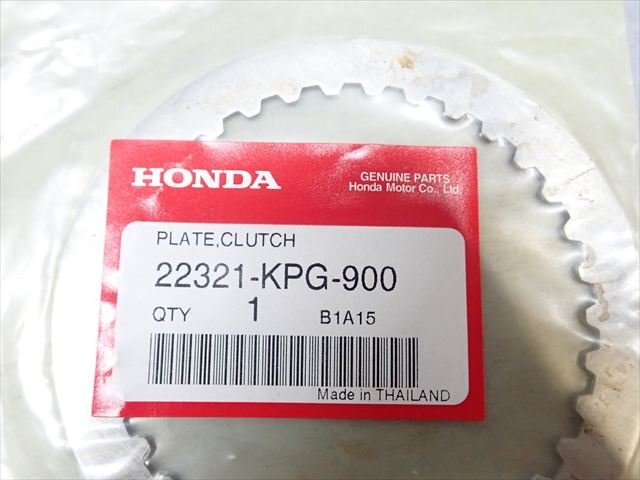 HONDA
GENUINE PARTS
Honda Motor Co., Ltd.
PLATE,CLUTCH
22321-KPG-900
QTY 1 B1A15
Made in THAILAND